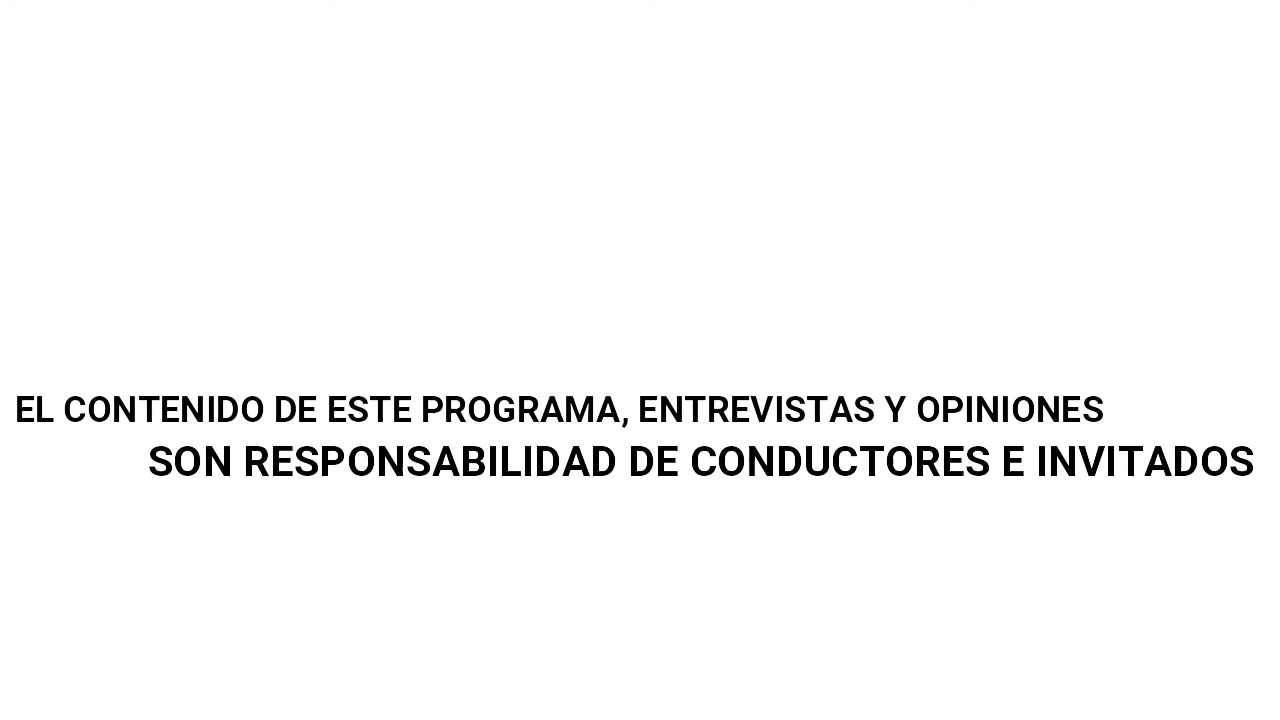 EL CONTENIDO DE ESTE PROGRAMA, ENTREVISTAS Y OPINIONES
SON RESPONSABILIDAD DE CONDUCTORES E INVITADOS